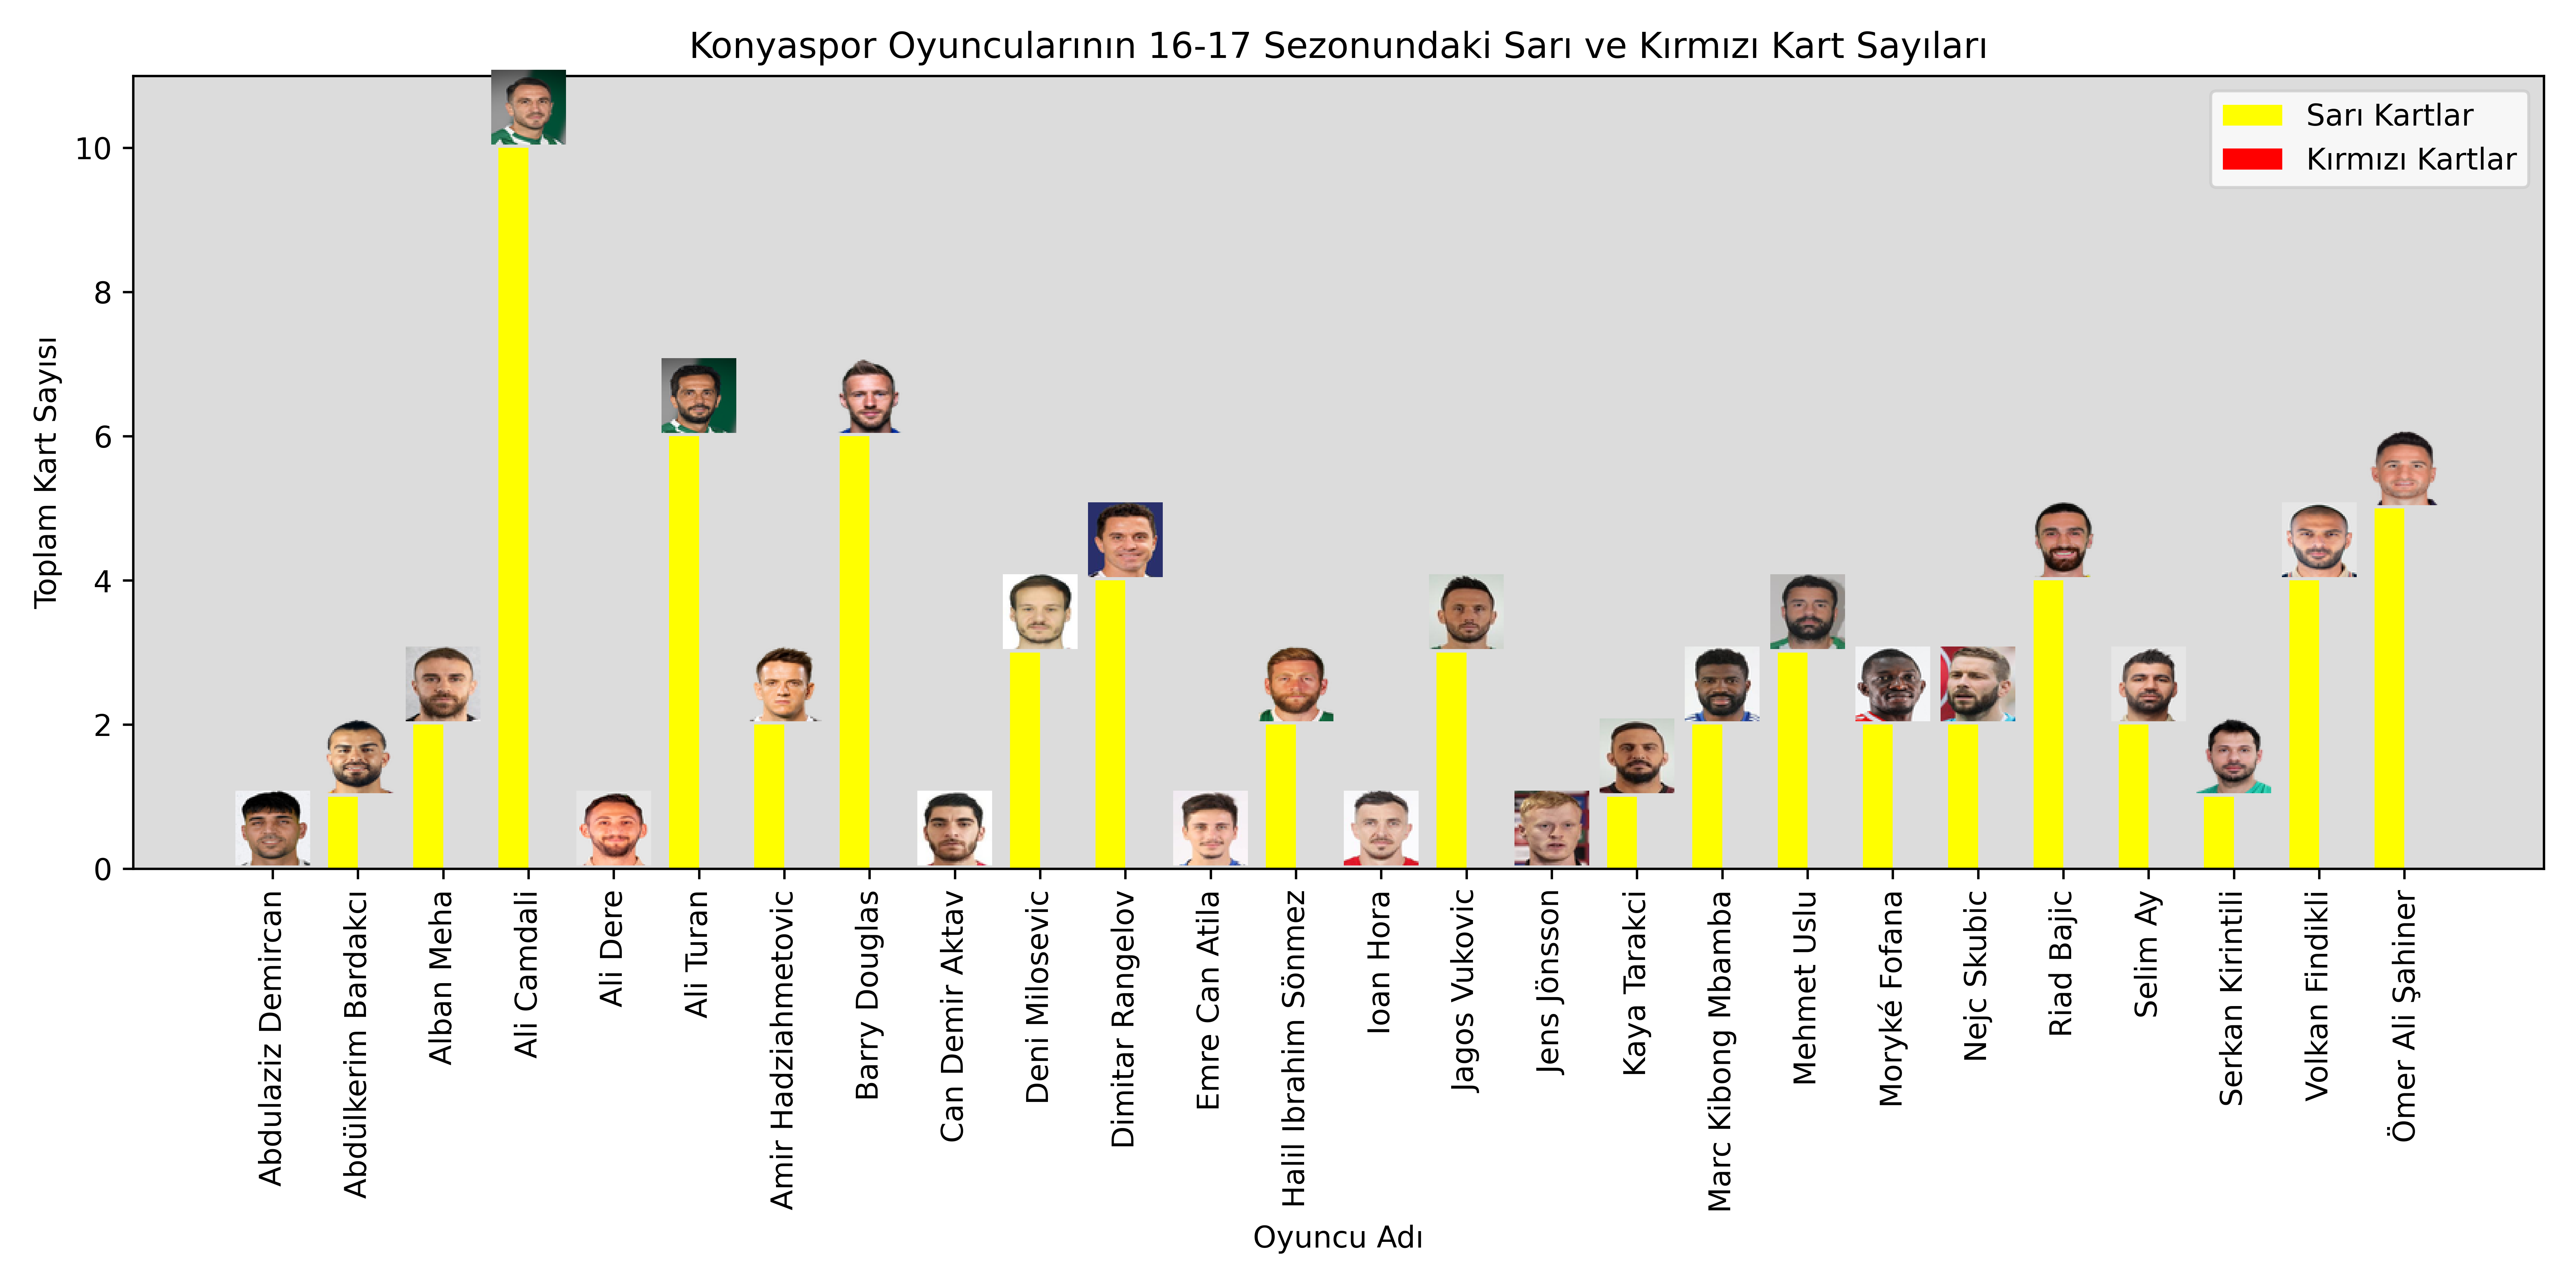 Konyaspor Oyuncularının 16-17 Sezonundaki Sarı ve Kırmızı Kart Sayıları
Sarı Kartlar
Kırmızı Kartlar
Toplam Kart Sayısı
10
8
6
4
2
0
Abdulaziz Demircan
Abdülkerim Bardakcı
Alban Meha
Ali Camdali
Ali Dere
Ali Turan
Amir Hadziahmetovic
Barry Douglas
Can Demir Aktav
Deni Milosevic
Dimitar Rangelov
Emre Can Atila
Halil Ibrahim Sönmez
Ioan Hora
Jagos Vukovic
Jens Jönsson
Kaya Tarakci
Marc Kibong Mbamba
Mehmet Uslu
Moryké Fofana
Nejc Skubic
Riad Bajic
Selim Ay
Serkan Kirintili
Volkan Findikli
Ömer Ali Şahiner
Oyuncu Adı